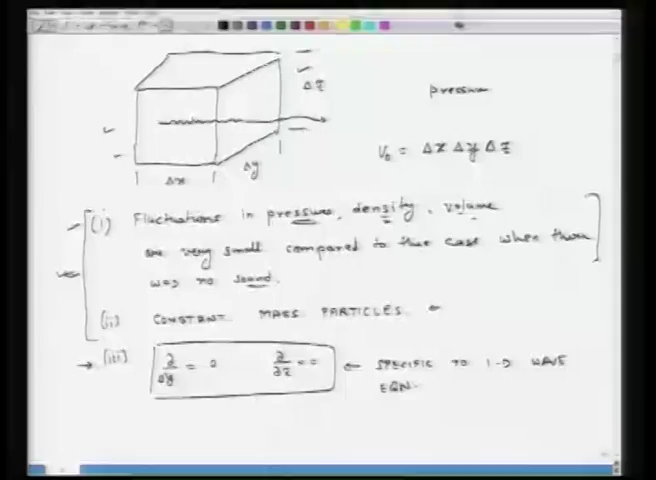 Δz
pressure
V₀ = Δx Δy Δz
Δy
Δx
(i) Fluctuations in pressure, density, volume
are very small compared to the case when there
was no sound.
(ii) CONSTANT MASS PARTICLES
(iii) ∂/∂y = 0 ∂/∂z = 0 ← SPECIFIC TO 1-D WAVE
EQN.